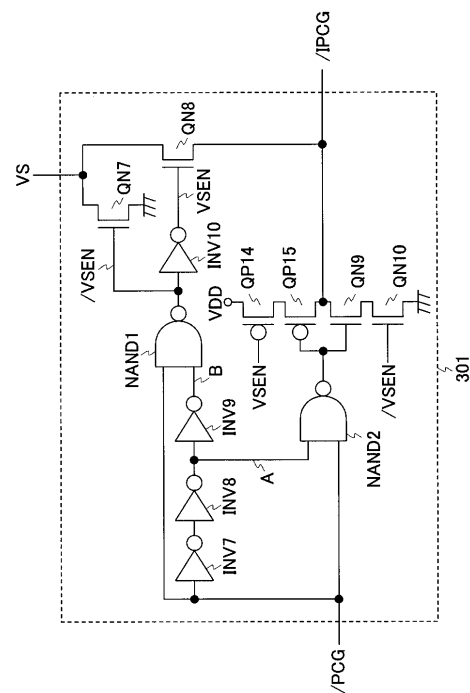 VS
/IPCG
QN7
QN8
/VSEN
VSEN
INV10
NAND1
B
INV9
A
INV8
INV7
VDD
QP14
QP15
QN9
QN10
VSEN
/VSEN
NAND2
301
/PCG